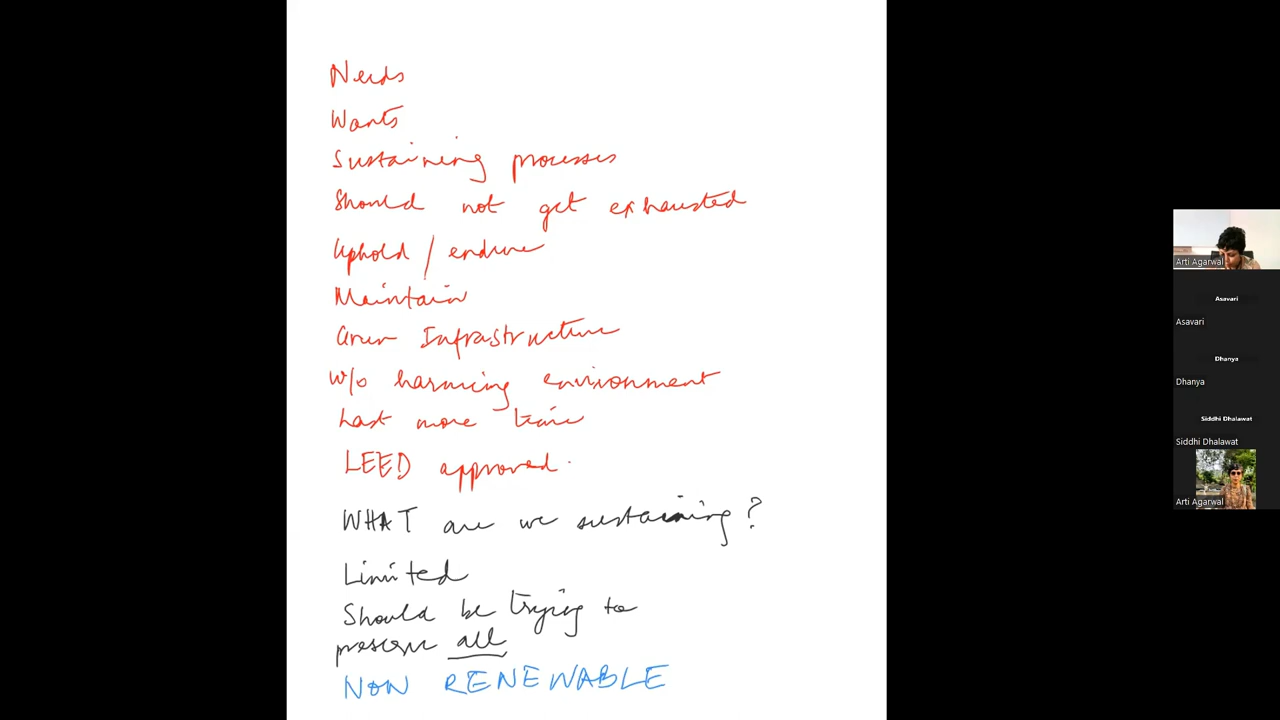 Needs
Wants
Sustaining processes
Should not get exhausted
Uphold / endure
Maintain
Green Infrastructure
w/o harming environment
Last more time
LEED approved
WHAT are we sustaining?
Limited
Should be trying to
preserve all
NON RENEWABLE
Arti Agarwal
Asavari
Asavari
Dhanya
Dhanya
Siddhi Dhalawat
Siddhi Dhalawat
Arti Agarwal